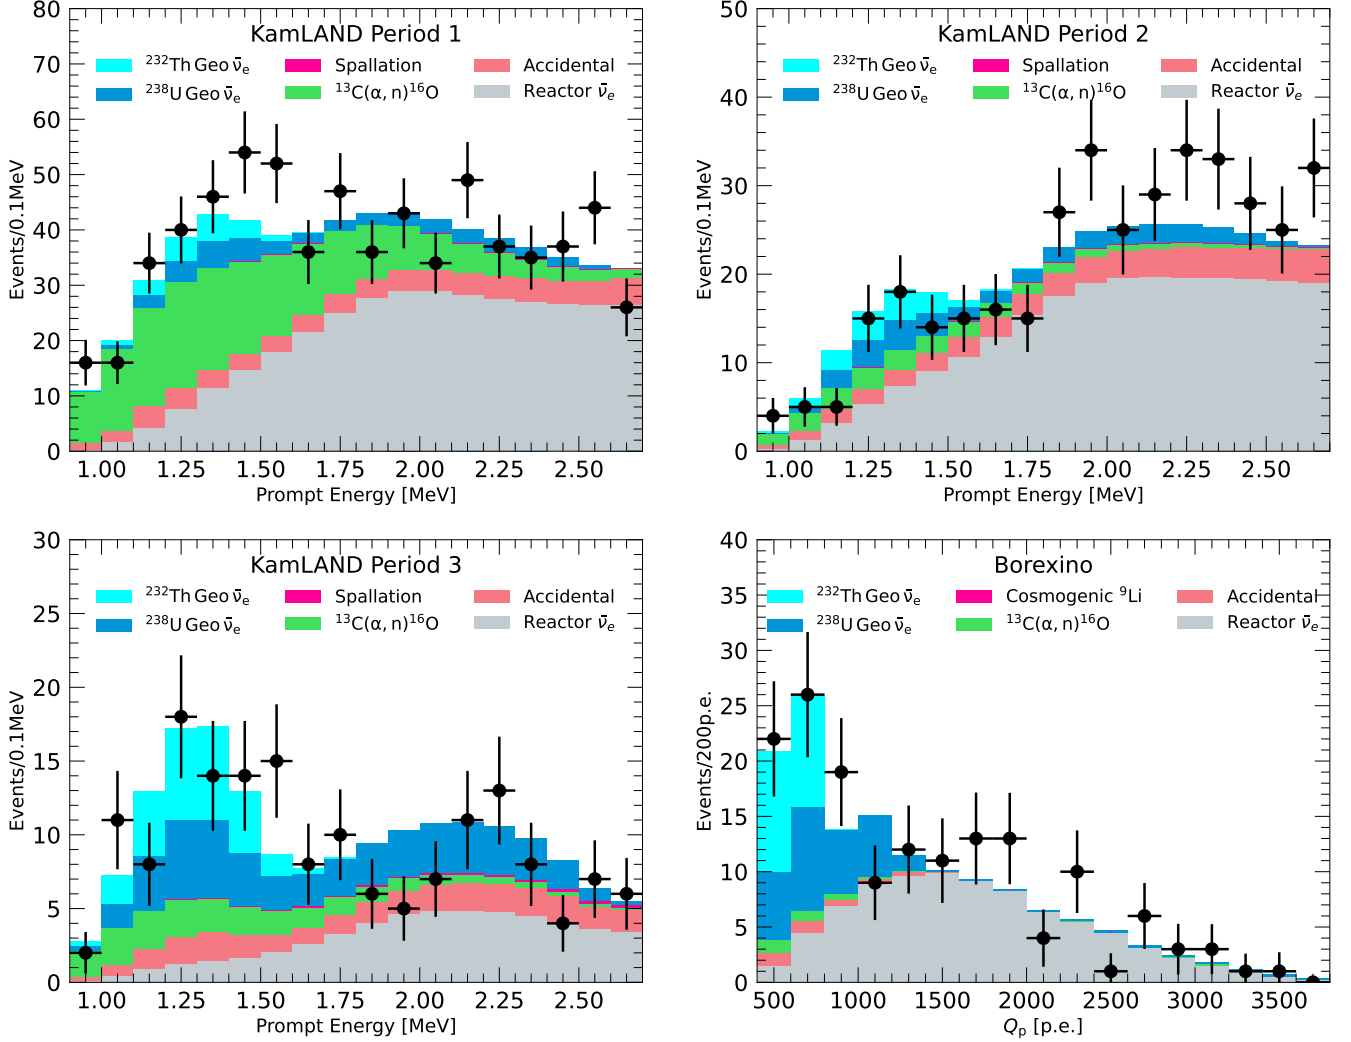 KamLAND Period 1
²³²Th Geo ν̄ₑ
Spallation
Accidental
²³⁸U Geo ν̄ₑ
¹³C(α, n)¹⁶O
Reactor ν̄ₑ
80
70
60
50
40
30
20
10
0
Events/0.1MeV
1.00 1.25 1.50 1.75 2.00 2.25 2.50
Prompt Energy [MeV]
KamLAND Period 2
²³²Th Geo ν̄ₑ
Spallation
Accidental
²³⁸U Geo ν̄ₑ
¹³C(α, n)¹⁶O
Reactor ν̄ₑ
50
40
30
20
10
0
Events/0.1MeV
1.00 1.25 1.50 1.75 2.00 2.25 2.50
Prompt Energy [MeV]
KamLAND Period 3
²³²Th Geo ν̄ₑ
Spallation
Accidental
²³⁸U Geo ν̄ₑ
¹³C(α, n)¹⁶O
Reactor ν̄ₑ
30
25
20
15
10
5
0
Events/0.1MeV
1.00 1.25 1.50 1.75 2.00 2.25 2.50
Prompt Energy [MeV]
Borexino
²³²Th Geo ν̄ₑ
Cosmogenic ⁹Li
Accidental
²³⁸U Geo ν̄ₑ
¹³C(α, n)¹⁶O
Reactor ν̄ₑ
40
35
30
25
20
15
10
5
0
Events/200p.e.
500 1000 1500 2000 2500 3000 3500
Qₚ [p.e.]